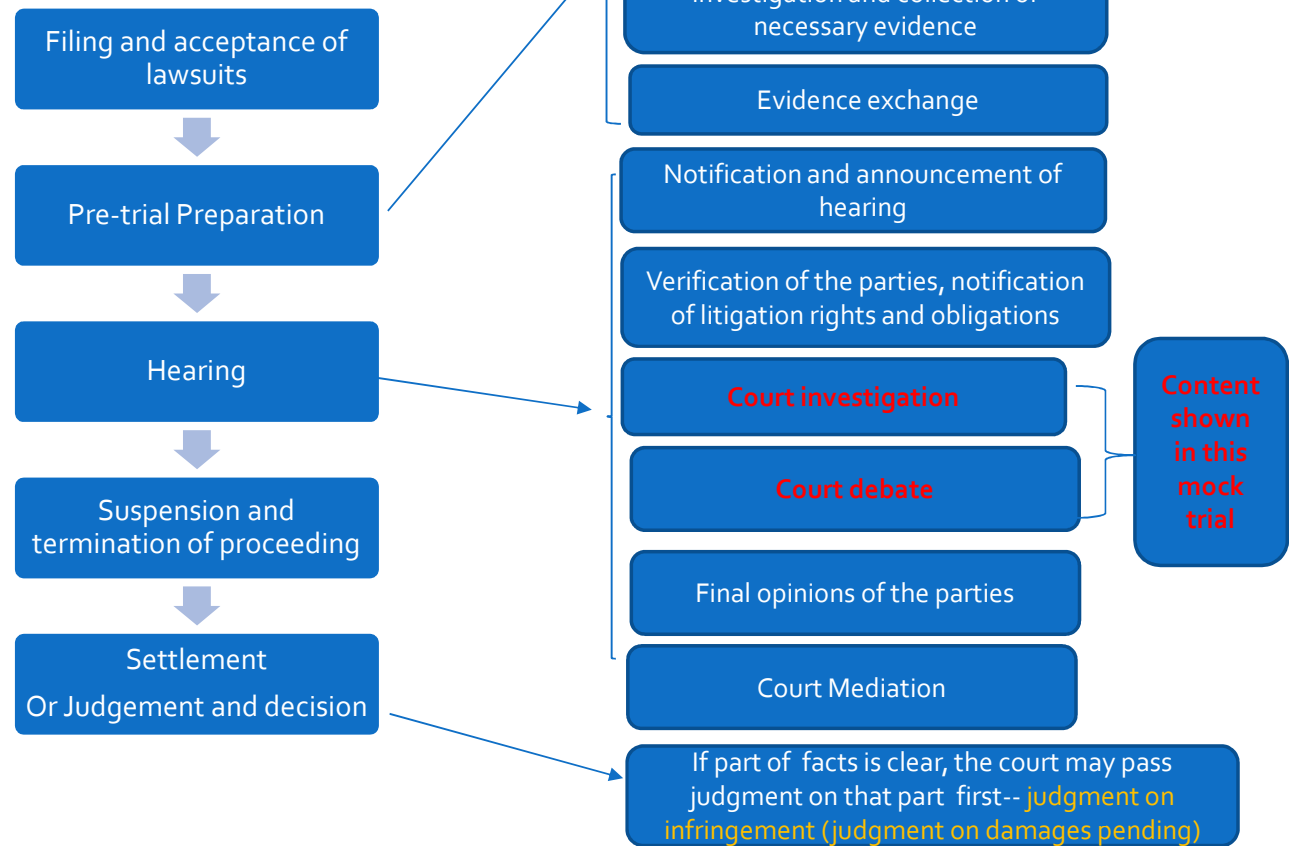 Filing and acceptance of
lawsuits
Pre-trial Preparation
Hearing
Suspension and
termination of proceeding
Settlement
Or Judgement and decision
investigation and collection of
necessary evidence
Evidence exchange
Notification and announcement of
hearing
Verification of the parties, notification
of litigation rights and obligations
Court investigation
Court debate
Final opinions of the parties
Court Mediation
If part of facts is clear, the court may pass
judgment on that part first-- judgment on
infringement (judgment on damages pending)
Content
shown
in this
mock
trial